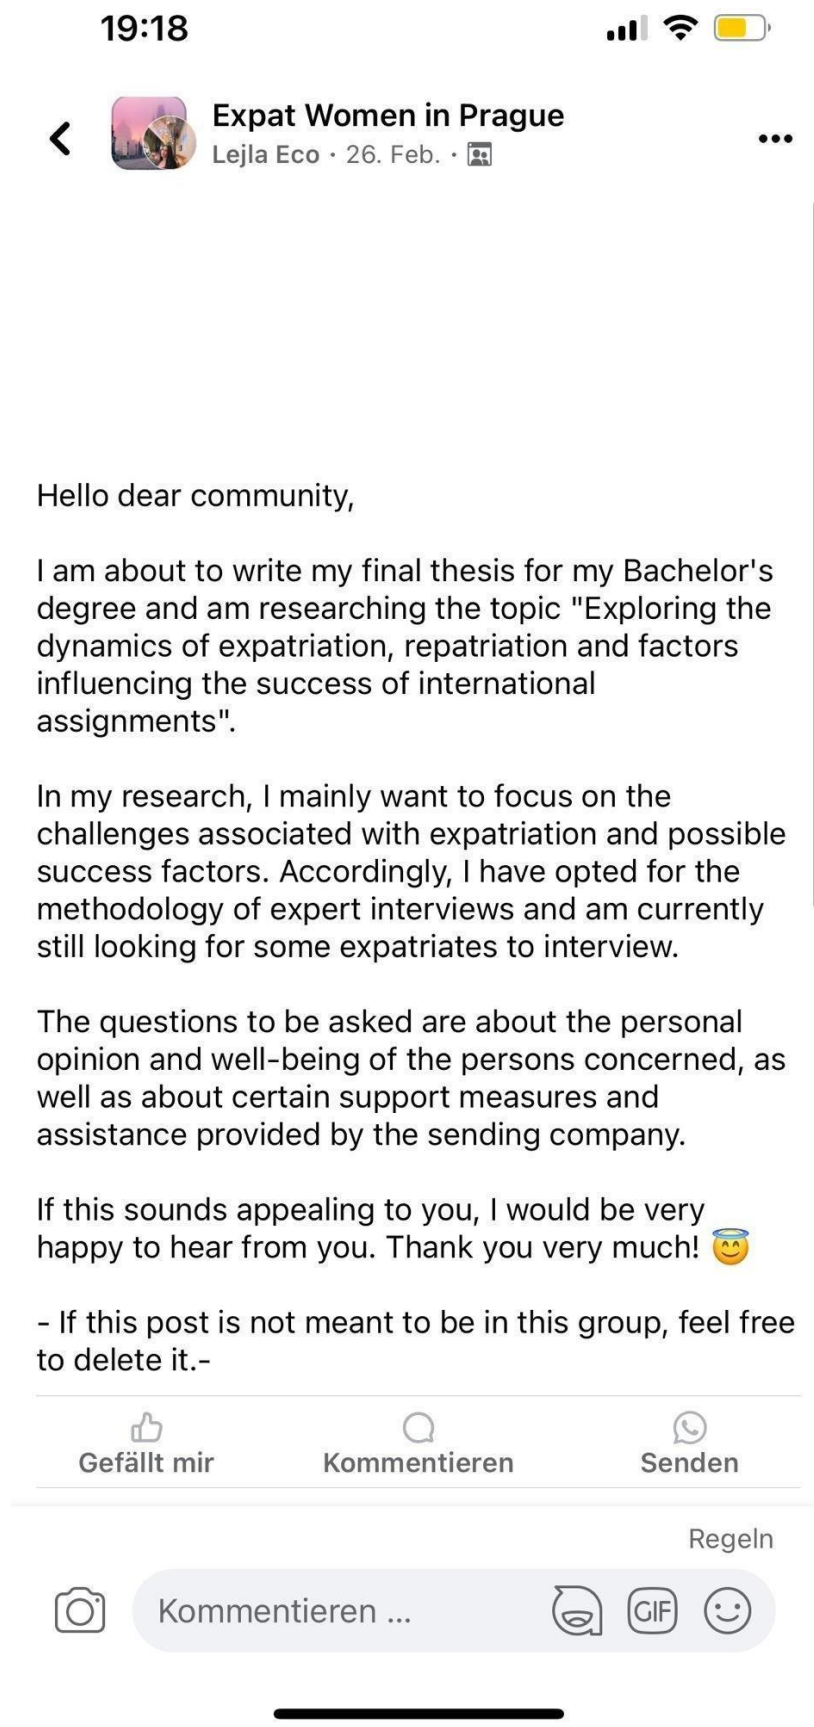 19:18
Expat Women in Prague
Lejla Eco · 26. Feb. ·
Hello dear community,
I am about to write my final thesis for my Bachelor's
degree and am researching the topic "Exploring the
dynamics of expatriation, repatriation and factors
influencing the success of international
assignments".
In my research, I mainly want to focus on the
challenges associated with expatriation and possible
success factors. Accordingly, I have opted for the
methodology of expert interviews and am currently
still looking for some expatriates to interview.
The questions to be asked are about the personal
opinion and well-being of the persons concerned, as
well as about certain support measures and
assistance provided by the sending company.
If this sounds appealing to you, I would be very
happy to hear from you. Thank you very much! 😇
- If this post is not meant to be in this group, feel free
to delete it.-
Gefällt mir Kommentieren Senden
Regeln
Kommentieren ... GIF